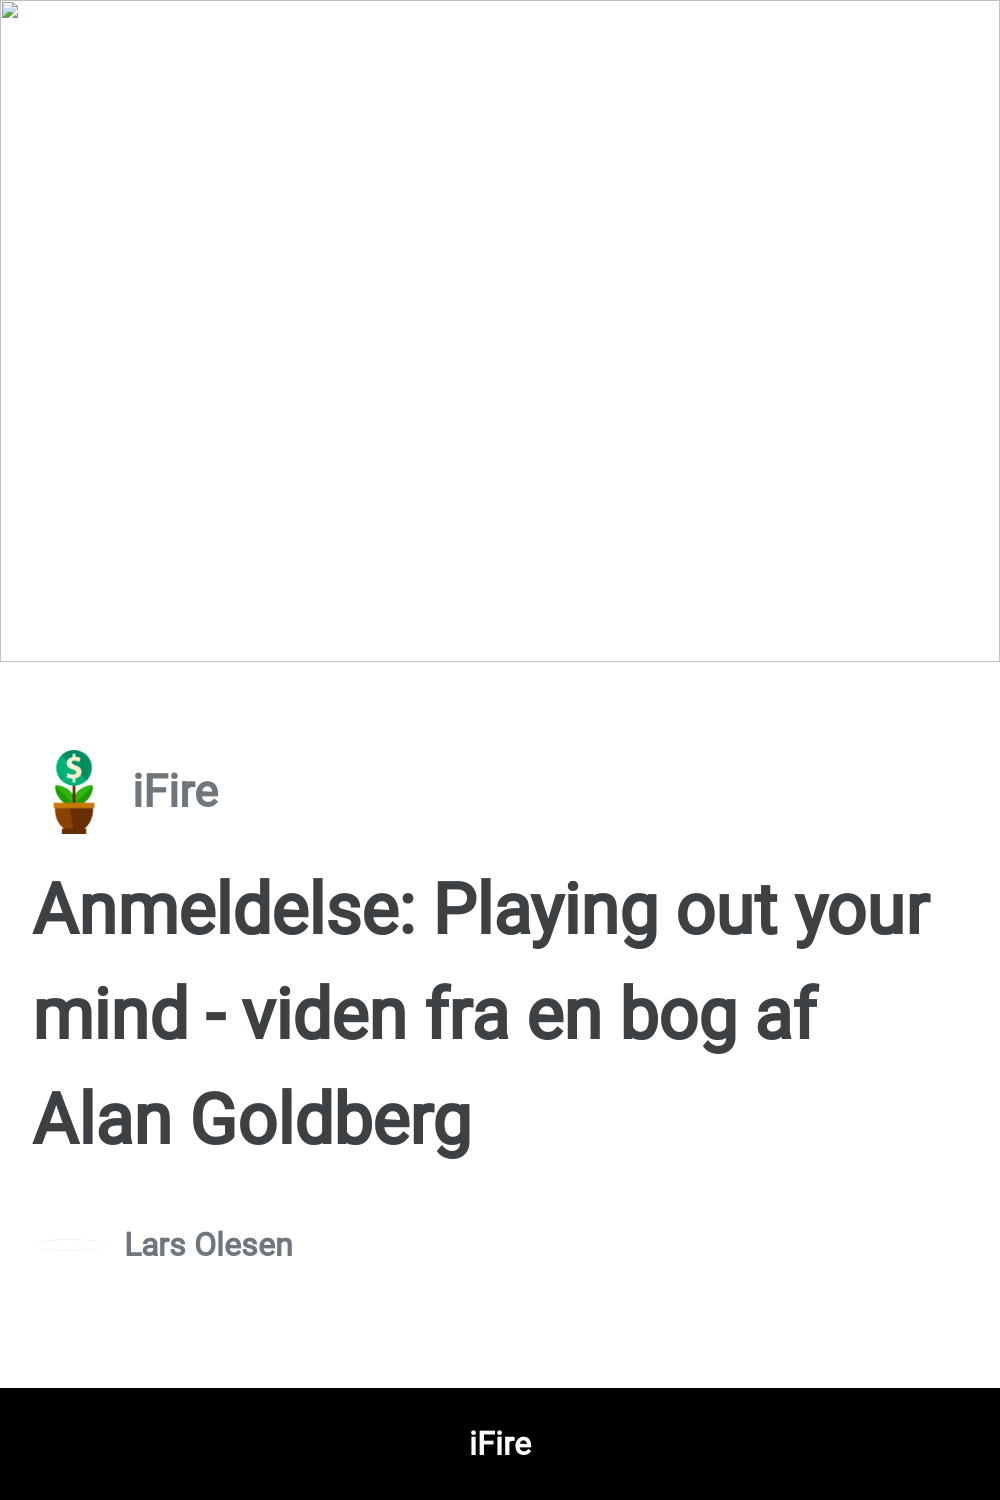 $
iFire
Anmeldelse: Playing out your
mind - viden fra en bog af
Alan Goldberg
Lars Olesen
iFire